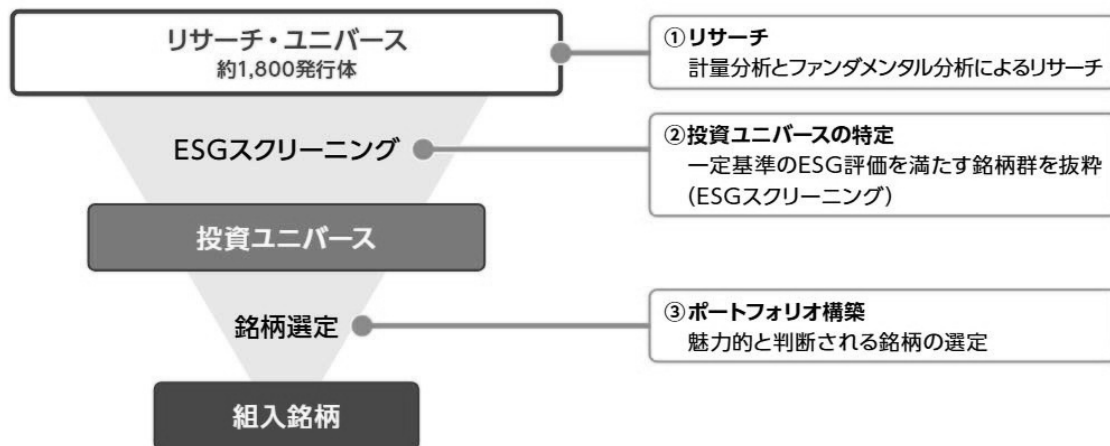 リサーチ・ユニバース
約1,800発行体
①リサーチ
計量分析とファンダメンタル分析によるリサーチ
ESGスクリーニング
②投資ユニバースの特定
一定基準のESG評価を満たす銘柄群を抜粋
(ESGスクリーニング)
投資ユニバース
銘柄選定
③ポートフォリオ構築
魅力的と判断される銘柄の選定
組入銘柄